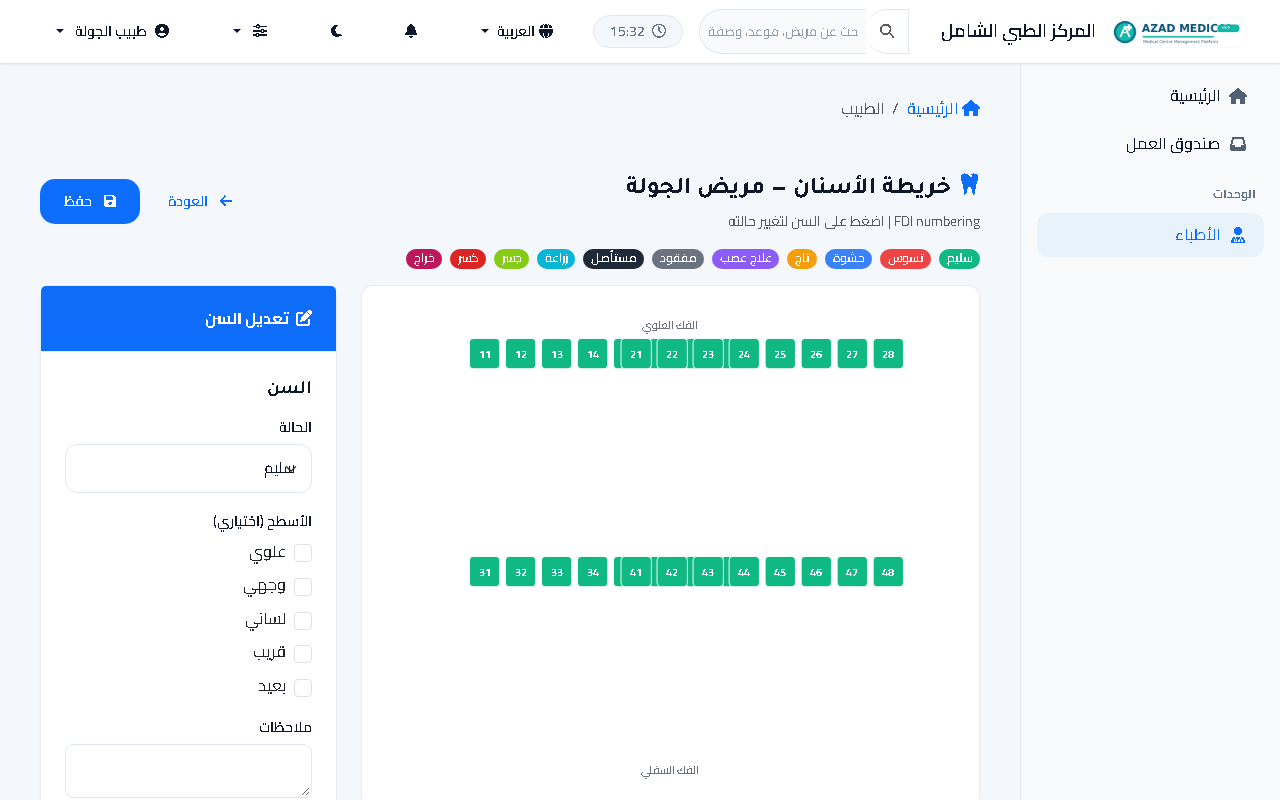 AZAD MEDIC
Medical Centre Management Platform
المركز الطبي الشامل
حث عن مريض، موعد، وصفة
15:32
العربية
طبيب الجولة
الرئيسية
صندوق العمل
الوحدات
الأطباء
الرئيسية / الطبيب
خريطة الأسنان – مريض الجولة
FDI numbering | اضغط على السن لتغيير حالته
العودة
حفظ
سليم تسوس حشوة تاج علاج عصب مفقود مستأصل زراعة جسر كسر خراج
الفك العلوي
11 12 13 14 21 22 23 24 25 26 27 28
31 32 33 34 41 42 43 44 45 46 47 48
الفك السفلي
تعديل السن
السن
الحالة
سليم
الأسطح (اختياري)
علوي
وجهي
لساني
قريب
بعيد
ملاحظات